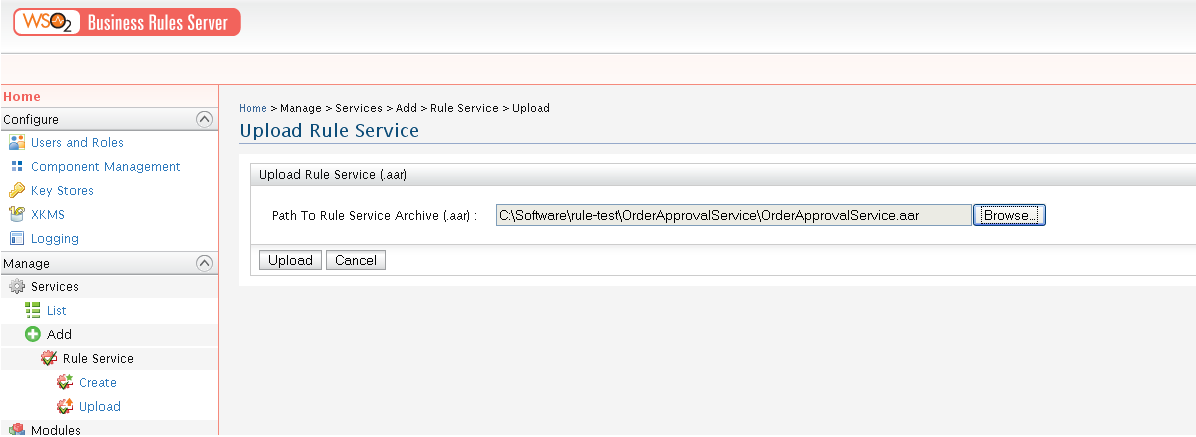 WSO2 Business Rules Server
Home
Configure
Users and Roles
Component Management
Key Stores
XKMS
Logging
Manage
Services
List
Add
Rule Service
Create
Upload
Modules
Home > Manage > Services > Add > Rule Service > Upload
Upload Rule Service
Upload Rule Service (.aar)
Path To Rule Service Archive (.aar) : C:\Software\rule-test\OrderApprovalService\OrderApprovalService.aar Browse...
Upload Cancel